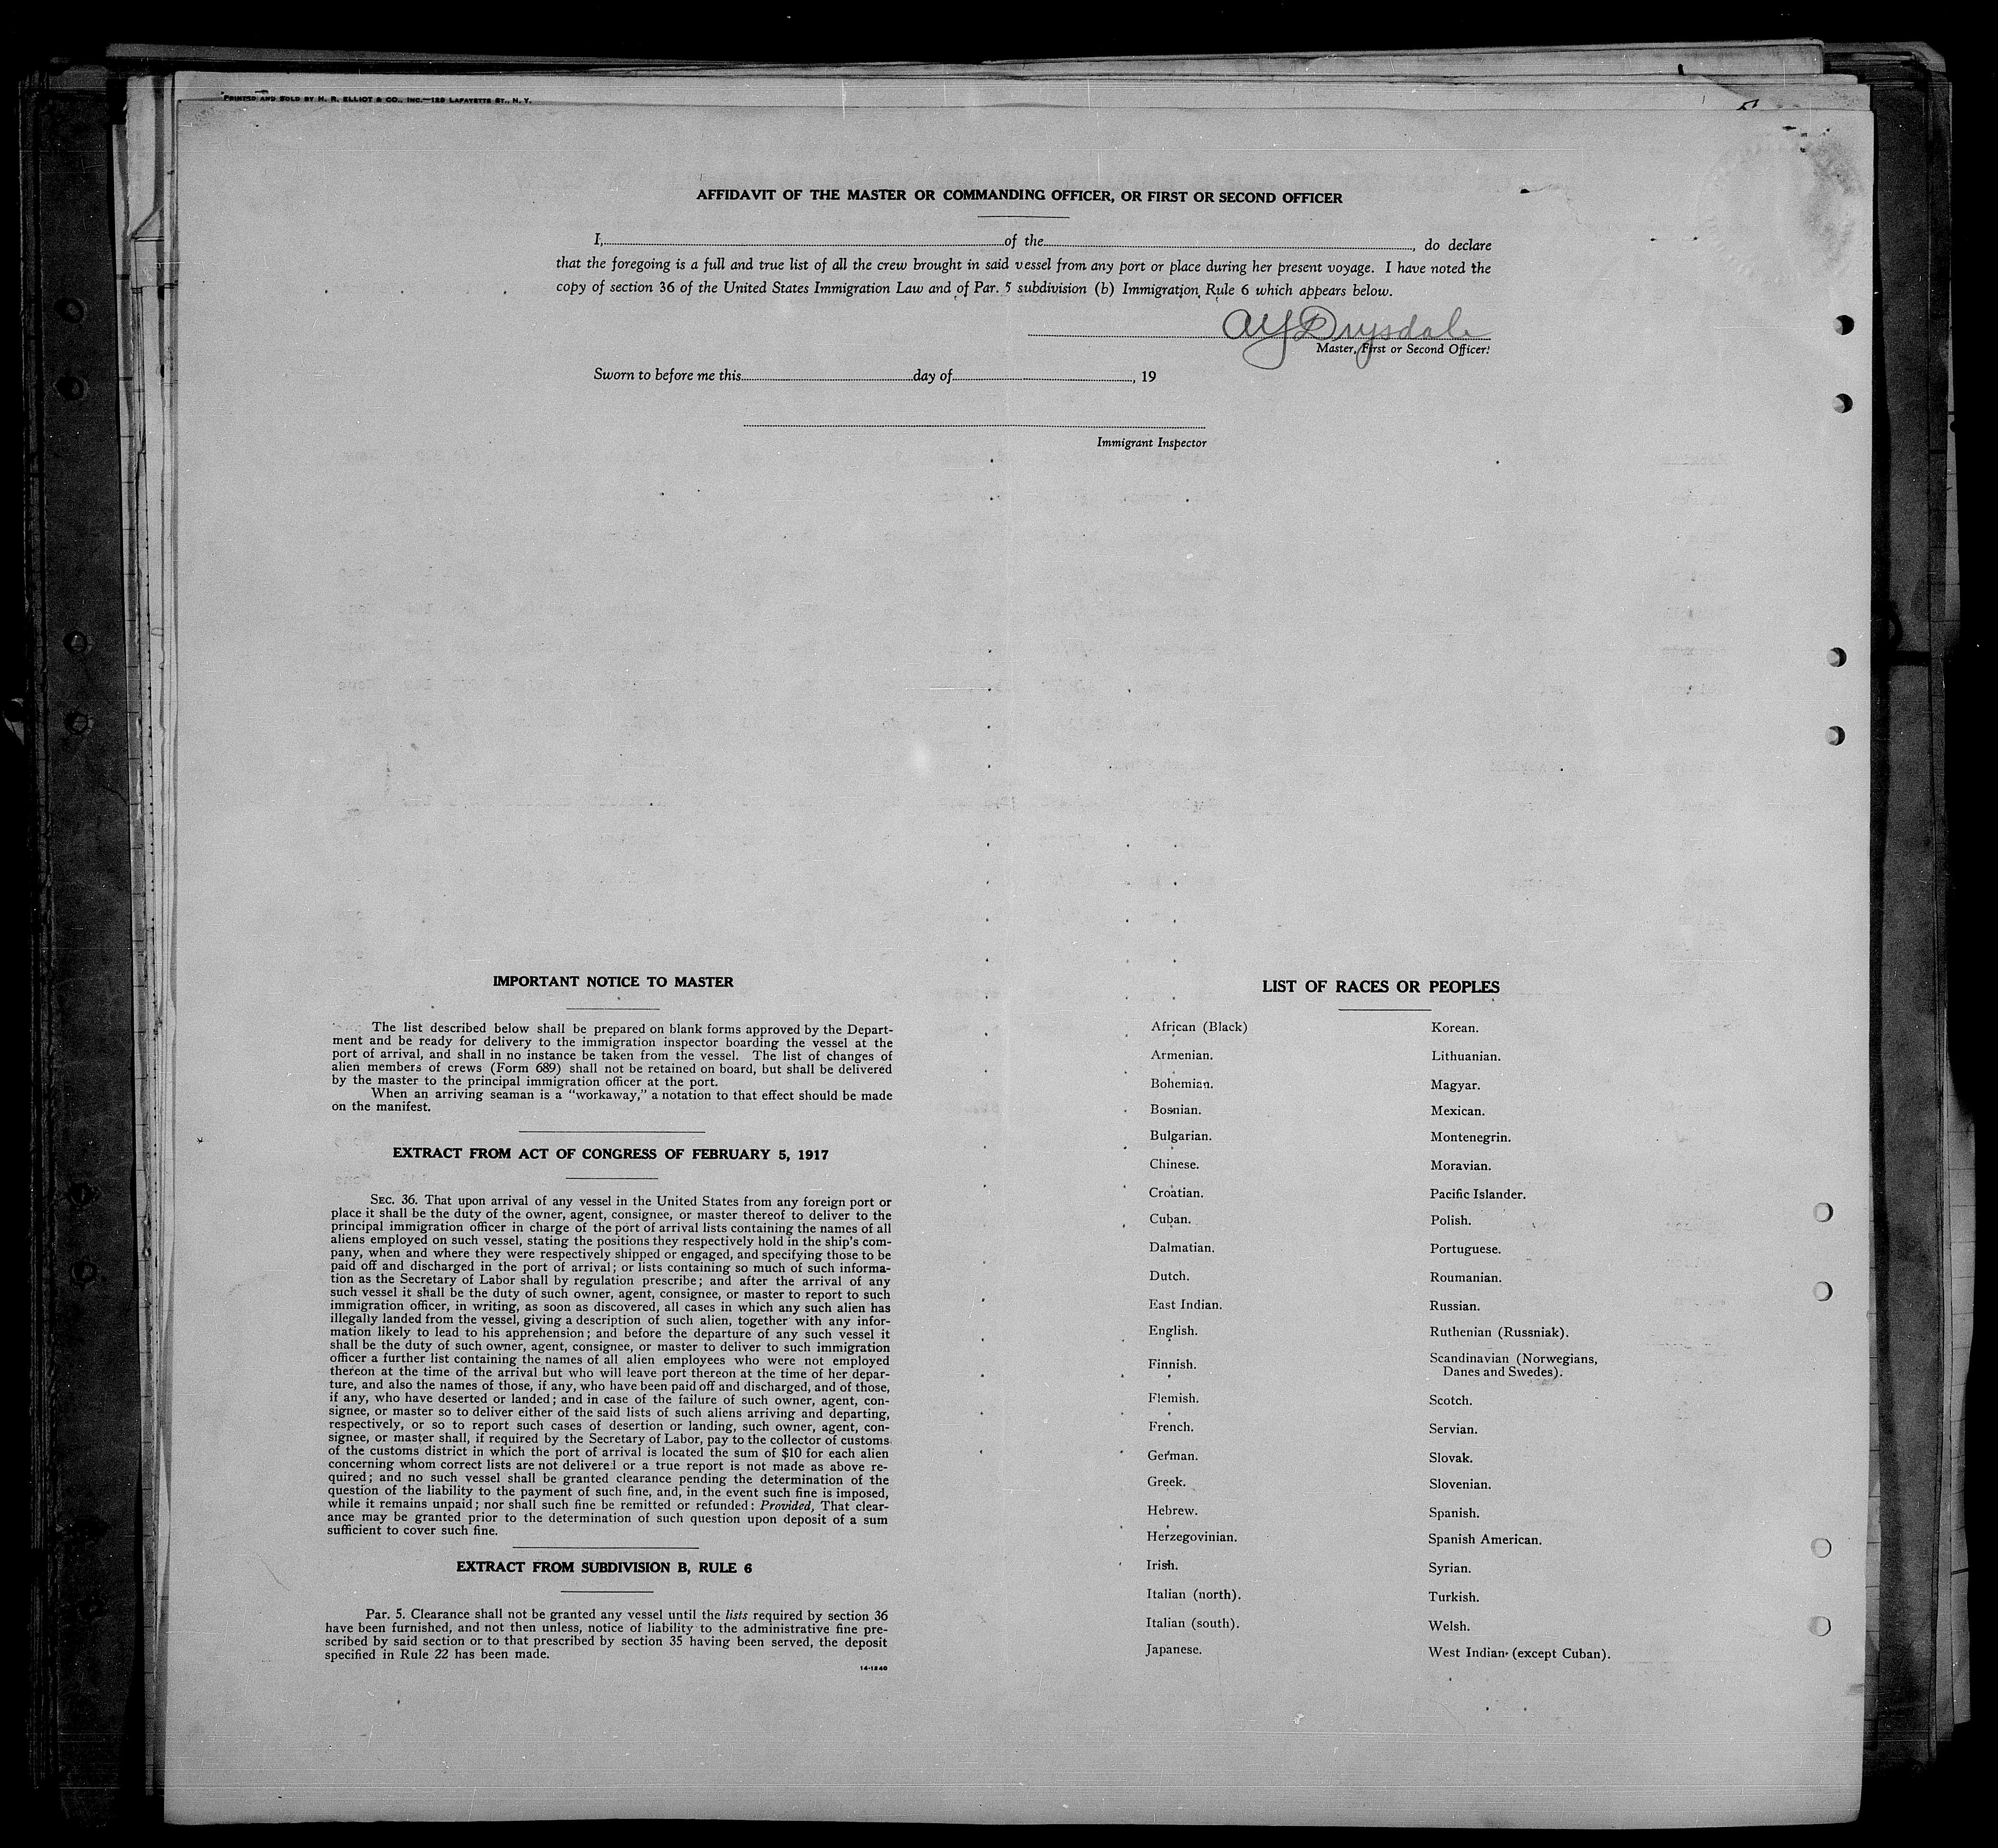 PRINTED AND SOLD BY H. R. ELLIOT & CO., INC.—129 LAFAYETTE ST., N. Y.
AFFIDAVIT OF THE MASTER OR COMMANDING OFFICER, OR FIRST OR SECOND OFFICER
I, of the , do declare
that the foregoing is a full and true list of all the crew brought in said vessel from any port or place during her present voyage. I have noted the
copy of section 36 of the United States Immigration Law and of Par. 5 subdivision (b) Immigration Rule 6 which appears below.
AY Drysdale
Master, First or Second Officer.
Sworn to before me this day of , 19
Immigrant Inspector
IMPORTANT NOTICE TO MASTER
The list described below shall be prepared on blank forms approved by the Depart-
ment and be ready for delivery to the immigration inspector boarding the vessel at the
port of arrival, and shall in no instance be taken from the vessel. The list of changes of
alien members of crews (Form 689) shall not be retained on board, but shall be delivered
by the master to the principal immigration officer at the port.
When an arriving seaman is a "workaway," a notation to that effect should be made
on the manifest.
EXTRACT FROM ACT OF CONGRESS OF FEBRUARY 5, 1917
SEC. 36. That upon arrival of any vessel in the United States from any foreign port or
place it shall be the duty of the owner, agent, consignee, or master thereof to deliver to the
principal immigration officer in charge of the port of arrival lists containing the names of all
aliens employed on such vessel, stating the positions they respectively hold in the ship's com-
pany, when and where they were respectively shipped or engaged, and specifying those to be
paid off and discharged in the port of arrival; or lists containing so much of such informa-
tion as the Secretary of Labor shall by regulation prescribe; and after the arrival of any
such vessel it shall be the duty of such owner, agent, consignee, or master to report to such
immigration officer, in writing, as soon as discovered, all cases in which any such alien has
illegally landed from the vessel, giving a description of such alien, together with any infor-
mation likely to lead to his apprehension; and before the departure of any such vessel it
shall be the duty of such owner, agent, consignee, or master to deliver to such immigration
officer a further list containing the names of all alien employees who were not employed
thereon at the time of the arrival but who will leave port thereon at the time of her depar-
ture, and also the names of those, if any, who have been paid off and discharged, and of those,
if any, who have deserted or landed; and in case of the failure of such owner, agent, con-
signee, or master so to deliver either of the said lists of such aliens arriving and departing,
respectively, or so to report such cases of desertion or landing, such owner, agent, con-
signee, or master shall, if required by the Secretary of Labor, pay to the collector of customs
of the customs district in which the port of arrival is located the sum of $10 for each alien
concerning whom correct lists are not delivered or a true report is not made as above re-
quired; and no such vessel shall be granted clearance pending the determination of the
question of the liability to the payment of such fine, and, in the event such fine is imposed,
while it remains unpaid; nor shall such fine be remitted or refunded: Provided, That clear-
ance may be granted prior to the determination of such question upon deposit of a sum
sufficient to cover such fine.
EXTRACT FROM SUBDIVISION B, RULE 6
Par. 5. Clearance shall not be granted any vessel until the lists required by section 36
have been furnished, and not then unless, notice of liability to the administrative fine pre-
scribed by said section or to that prescribed by section 35 having been served, the deposit
specified in Rule 22 has been made.
14-1240
LIST OF RACES OR PEOPLES
African (Black)
Armenian.
Bohemian.
Bosnian.
Bulgarian.
Chinese.
Croatian.
Cuban.
Dalmatian.
Dutch.
East Indian.
English.
Finnish.
Flemish.
French.
German.
Greek.
Hebrew.
Herzegovinian.
Irish.
Italian (north).
Italian (south).
Japanese.
Korean.
Lithuanian.
Magyar.
Mexican.
Montenegrin.
Moravian.
Pacific Islander.
Polish.
Portuguese.
Roumanian.
Russian.
Ruthenian (Russniak).
Scandinavian (Norwegians,
Danes and Swedes).
Scotch.
Servian.
Slovak.
Slovenian.
Spanish.
Spanish American.
Syrian.
Turkish.
Welsh.
West Indian (except Cuban).